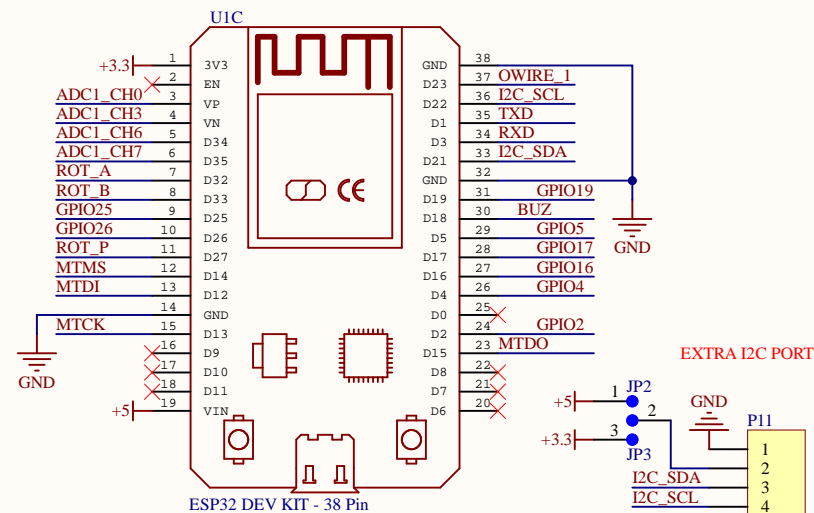 U1C
+3.3 1 3V3 GND 38
2 EN D23 37 OWIRE_1
ADC1_CH0 3 VP D22 36 I2C_SCL
ADC1_CH3 4 VN D1 35 TXD
ADC1_CH6 5 D34 D3 34 RXD
ADC1_CH7 6 D35 D21 33 I2C_SDA
ROT_A 7 D32 GND 32
ROT_B 8 D33 D19 31 GPIO19
GPIO25 9 D25 D18 30 BUZ
GPIO26 10 D26 D5 29 GPIO5
ROT_P 11 D27 D17 28 GPIO17
MTMS 12 D14 D16 27 GPIO16
MTDI 13 D12 D4 26 GPIO4
14 GND D0 25
MTCK 15 D13 D2 24 GPIO2
16 D9 D15 23 MTDO
17 D10 D8 22
18 D11 D7 21
+5 19 VIN D6 20
GND
GND
CE
ESP32 DEV KIT - 38 Pin
EXTRA I2C PORT
JP2
+5 1
2
+3.3 3
JP3
GND
P11
1
2
I2C_SDA 3
I2C_SCL 4